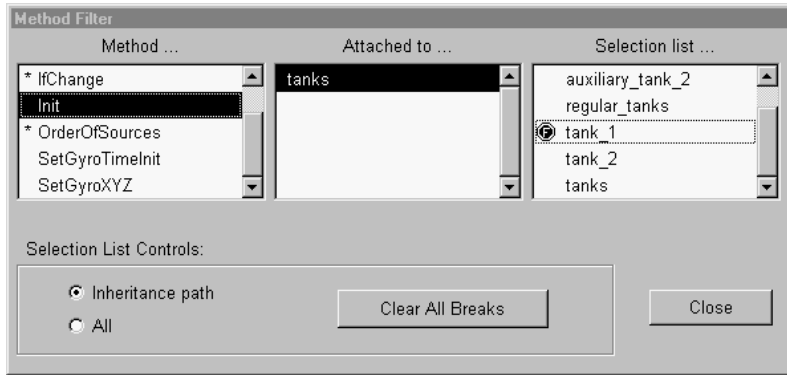 Method Filter
Method ...
Attached to ...
Selection list ...
* IfChange
Init
* OrderOfSources
SetGyroTimeInit
SetGyroXYZ
tanks
auxiliary_tank_2
regular_tanks
F tank_1
tank_2
tanks
Selection List Controls:
Inheritance path
All
Clear All Breaks
Close